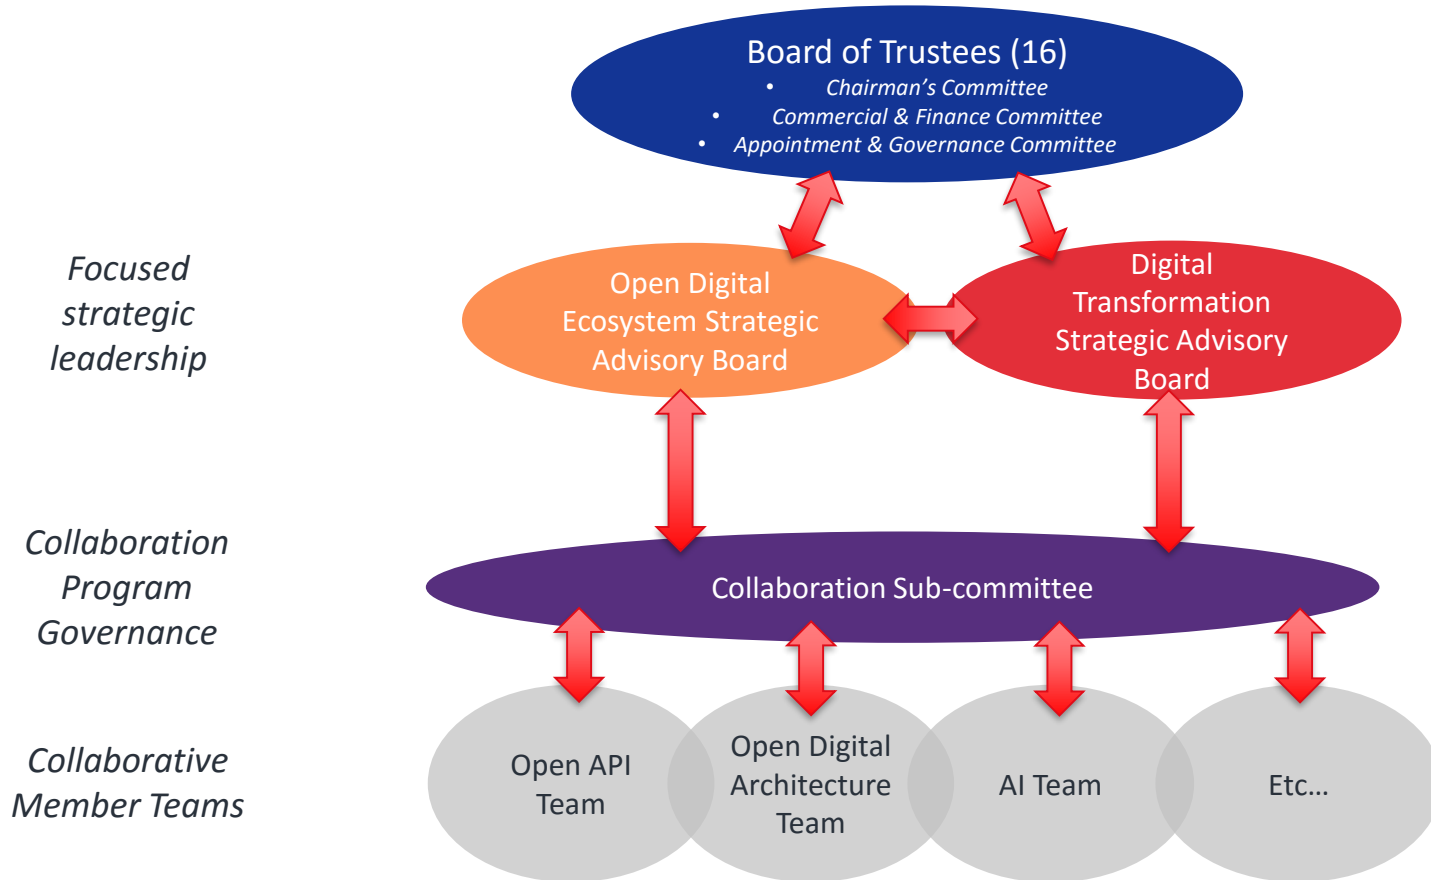 Board of Trustees (16)
• Chairman’s Committee
• Commercial & Finance Committee
• Appointment & Governance Committee
Focused
strategic
leadership
Open Digital
Ecosystem Strategic
Advisory Board
Digital
Transformation
Strategic Advisory
Board
Collaboration
Program
Governance
Collaboration Sub-committee
Collaborative
Member Teams
Open API
Team
Open Digital
Architecture
Team
AI Team
Etc...